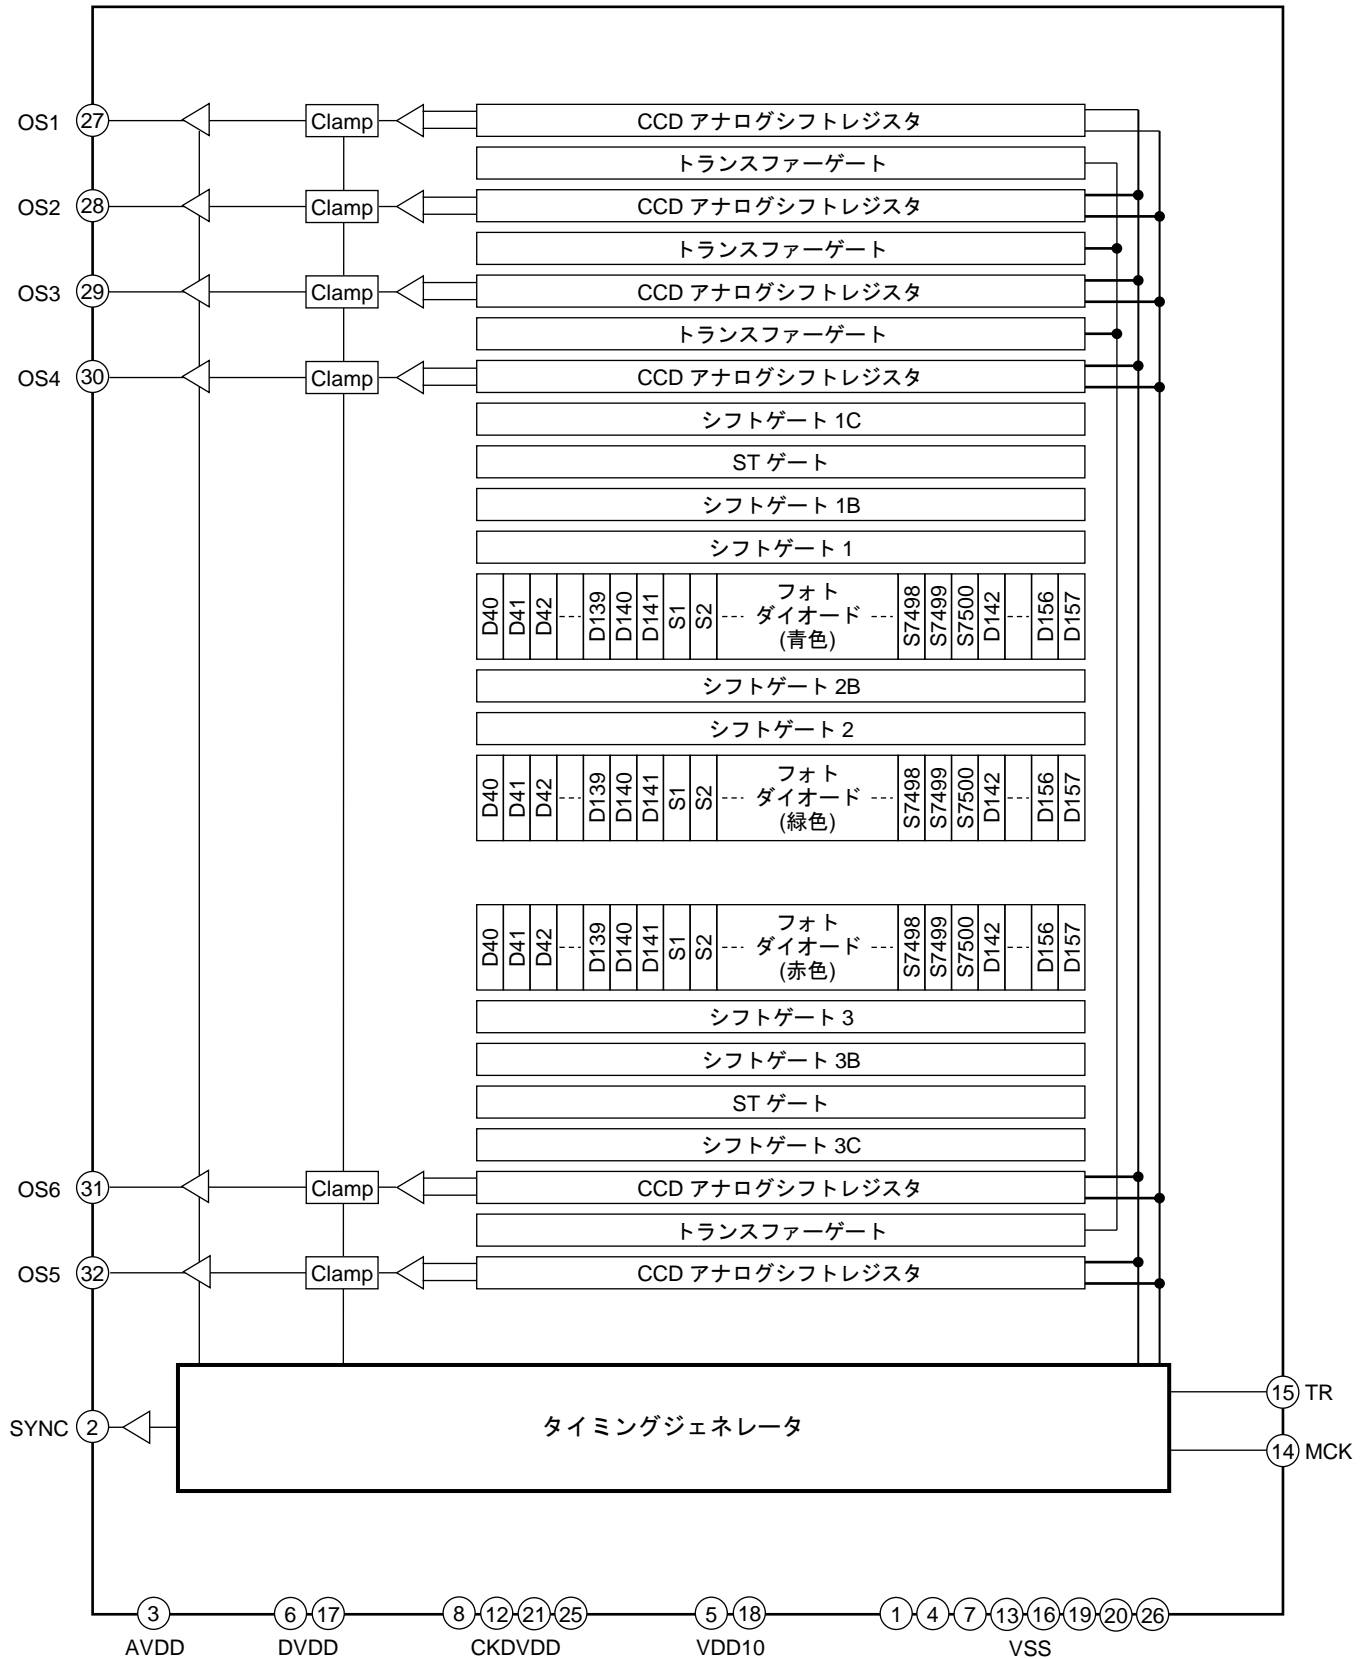 OS1 27 Clamp CCD アナログシフトレジスタ
トランスファーゲート
OS2 28 Clamp CCD アナログシフトレジスタ
トランスファーゲート
OS3 29 Clamp CCD アナログシフトレジスタ
トランスファーゲート
OS4 30 Clamp CCD アナログシフトレジスタ
シフトゲート 1C
ST ゲート
シフトゲート 1B
シフトゲート 1
D40 D41 D42 --- D139 D140 D141 S1 S2 --- フォト
ダイオード
(青色) --- S7498 S7499 S7500 D142 --- D156 D157
シフトゲート 2B
シフトゲート 2
D40 D41 D42 --- D139 D140 D141 S1 S2 --- フォト
ダイオード
(緑色) --- S7498 S7499 S7500 D142 --- D156 D157
D40 D41 D42 --- D139 D140 D141 S1 S2 --- フォト
ダイオード
(赤色) --- S7498 S7499 S7500 D142 --- D156 D157
シフトゲート 3
シフトゲート 3B
ST ゲート
シフトゲート 3C
OS6 31 Clamp CCD アナログシフトレジスタ
トランスファーゲート
OS5 32 Clamp CCD アナログシフトレジスタ
15 TR
SYNC 2 タイミングジェネレータ
14 MCK
3 6 17 8 12 21 25 5 18 1 4 7 13 16 19 20 26
AVDD DVDD CKDVDD VDD10 VSS